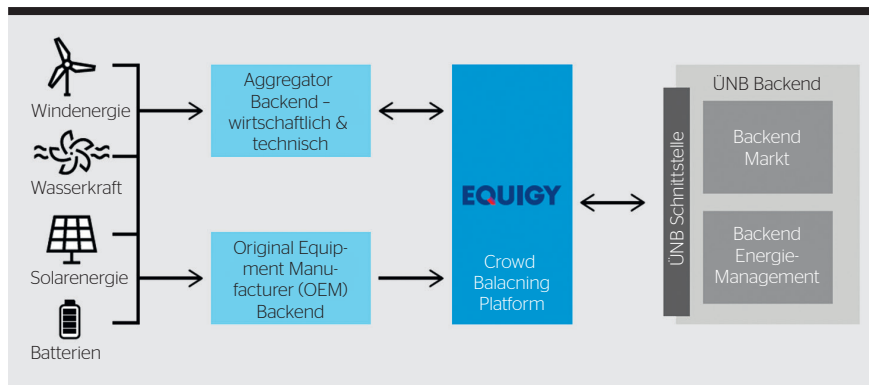 Windenergie
Wasserkraft
Solarenergie
Batterien
Aggregator
Backend –
wirtschaftlich &
technisch
Original Equip-
ment Manu-
facturer (OEM)
Backend
EQUIGY
Crowd
Balacning
Platform
ÜNB Schnittstelle
ÜNB Backend
Backend
Markt
Backend
Energie-
Management